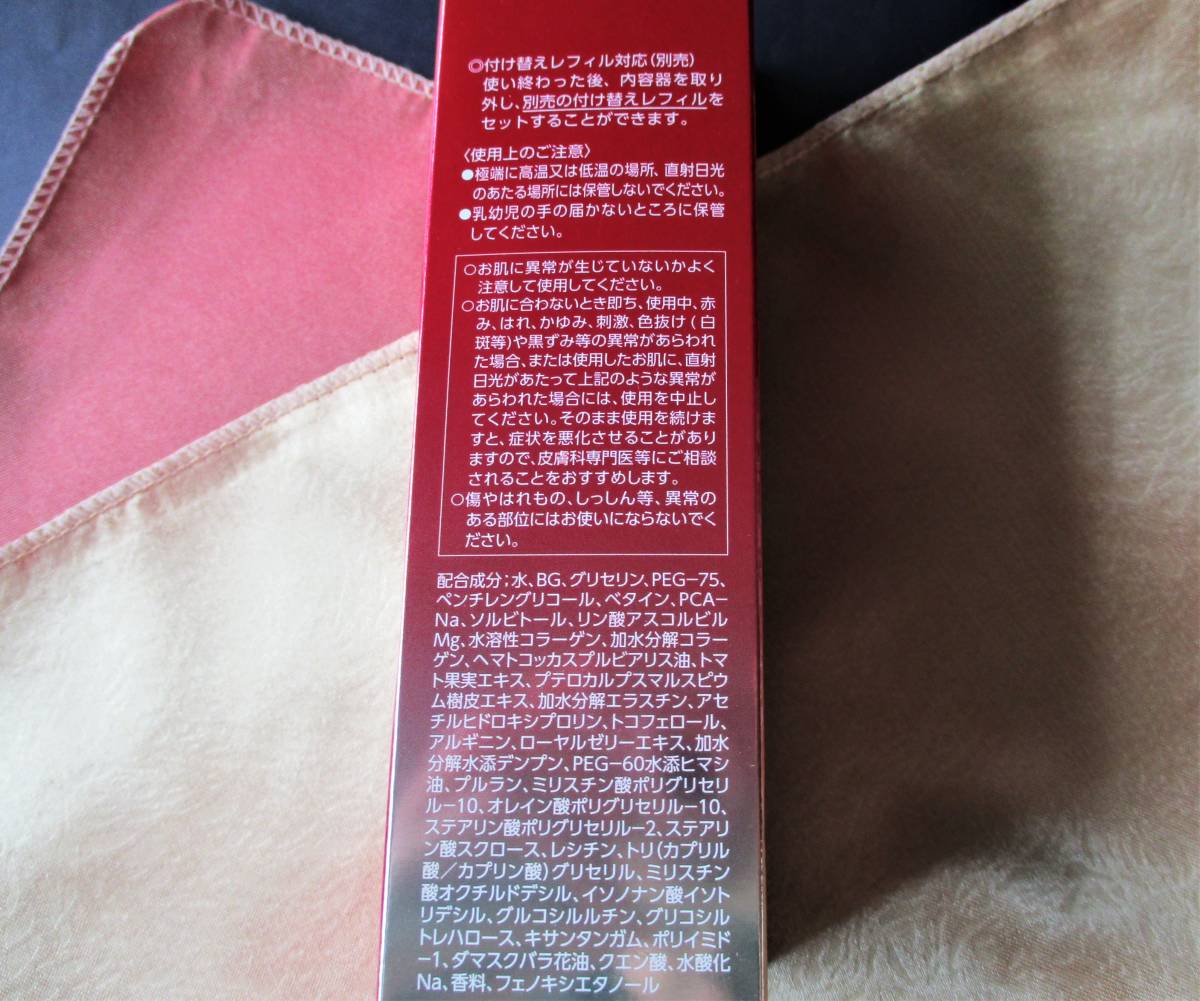 ◎付け替えレフィル対応(別売)
使い終わった後、内容器を取り
外し、別売の付け替えレフィルを
セットすることができます。
〈使用上のご注意〉
●極端に高温又は低温の場所、直射日光
のあたる場所には保管しないでください。
●乳幼児の手の届かないところに保管
してください。
○お肌に異常が生じていないかよく
注意して使用してください。
○お肌に合わないとき即ち、使用中、赤
み、はれ、かゆみ、刺激、色抜け(白
斑等)や黒ずみ等の異常があらわれ
た場合、または使用したお肌に、直射
日光があたって上記のような異常が
あらわれた場合には、使用を中止し
てください。そのまま使用を続けま
すと、症状を悪化させることがあり
ますので、皮膚科専門医等にご相談
されることをおすすめします。
○傷やはれもの、しっしん等、異常の
ある部位にはお使いにならないでく
ださい。
配合成分;水、BG、グリセリン、PEG-75、
ペンチレングリコール、ベタイン、PCA-
Na、ソルビトール、リン酸アスコルビル
Mg、水溶性コラーゲン、加水分解コラー
ゲン、ヘマトコッカスプルビアリス油、トマ
ト果実エキス、プテロカルプスマルスピウ
ム樹皮エキス、加水分解エラスチン、アセ
チルヒドロキシプロリン、トコフェロール、
アルギニン、ローヤルゼリーエキス、加水
分解水添デンプン、PEG-60水添ヒマシ
油、プルラン、ミリスチン酸ポリグリセリ
ル-10、オレイン酸ポリグリセリル-10、
ステアリン酸ポリグリセリル-2、ステアリ
ン酸スクロース、レシチン、トリ(カプリル
酸/カプリン酸)グリセリル、ミリスチン
酸オクチルドデシル、イソノナン酸イソト
リデシル、グルコシルルチン、グリコシル
トレハロース、キサンタンガム、ポリイミド
-1、ダマスクバラ花油、クエン酸、水酸化
Na、香料、フェノキシエタノール